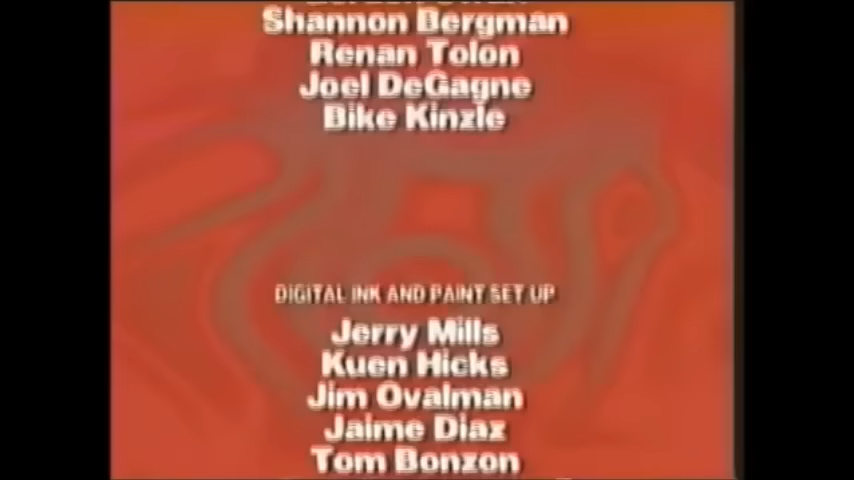 Shannon Bergman
Renan Tolon
Joel DeGagne
Bike Kinzle
DIGITAL INK AND PAINT SET UP
Jerry Mills
Kuen Hicks
Jim Ovalman
Jaime Diaz
Tom Bonzon